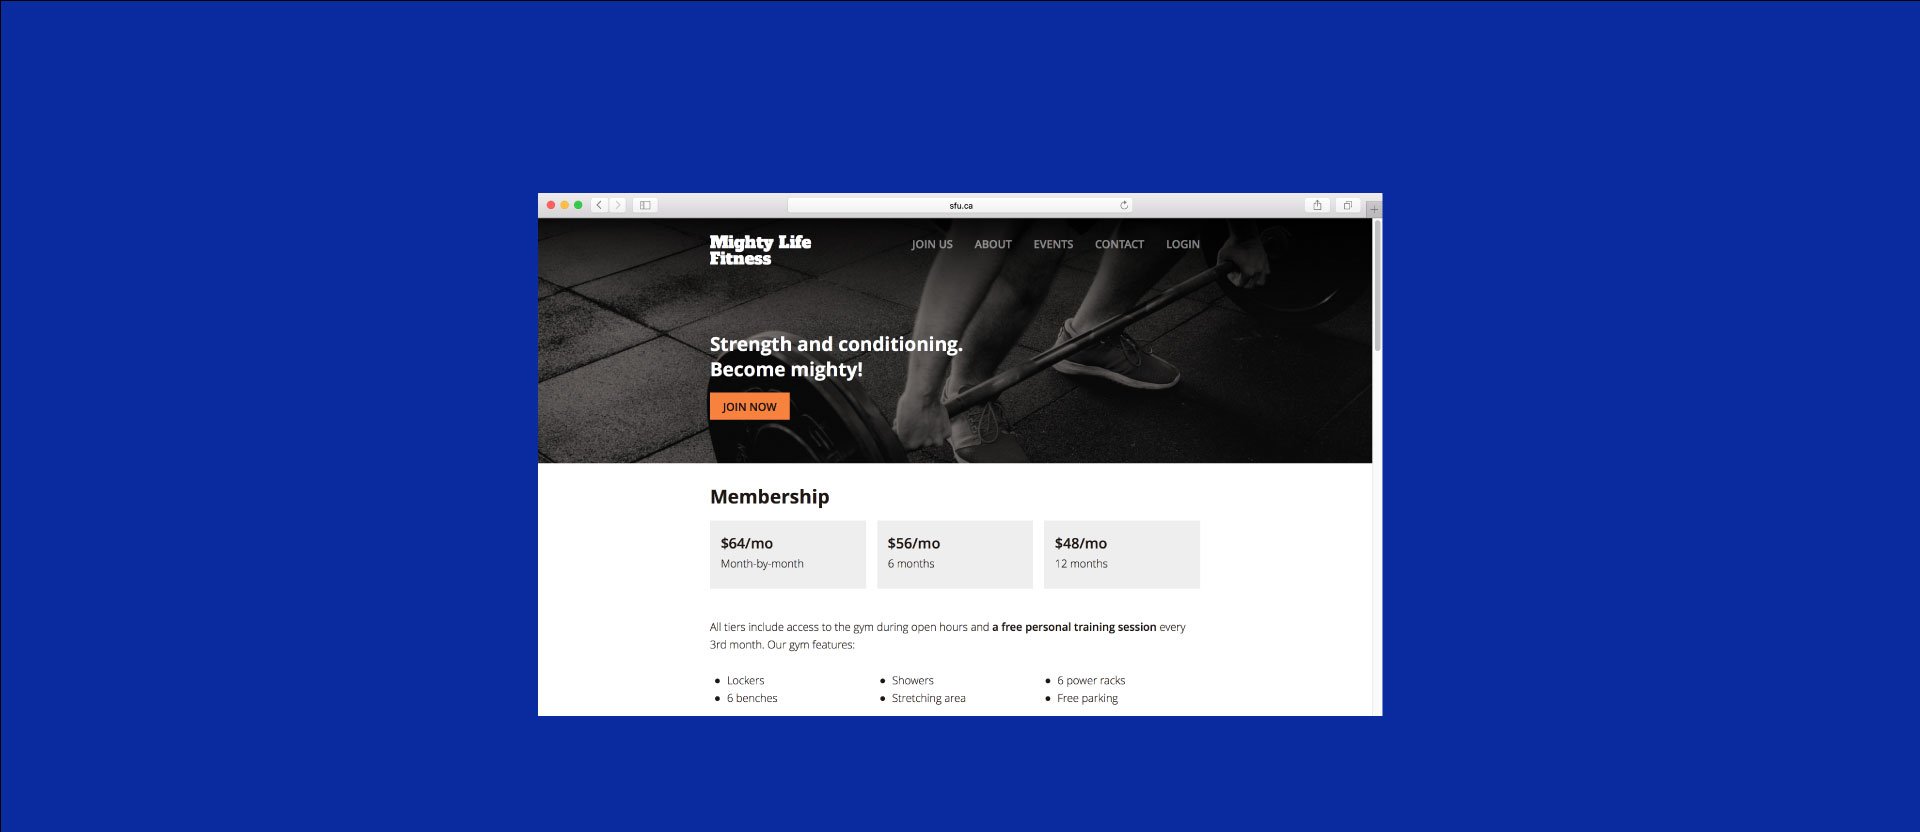 sfu.ca
Mighty Life
Fitness
JOIN US ABOUT EVENTS CONTACT LOGIN
Strength and conditioning.
Become mighty!
JOIN NOW
Membership
$64/mo $56/mo $48/mo
Month-by-month 6 months 12 months
All tiers include access to the gym during open hours and a free personal training session every
3rd month. Our gym features:
• Lockers • Showers • 6 power racks
• 6 benches • Stretching area • Free parking